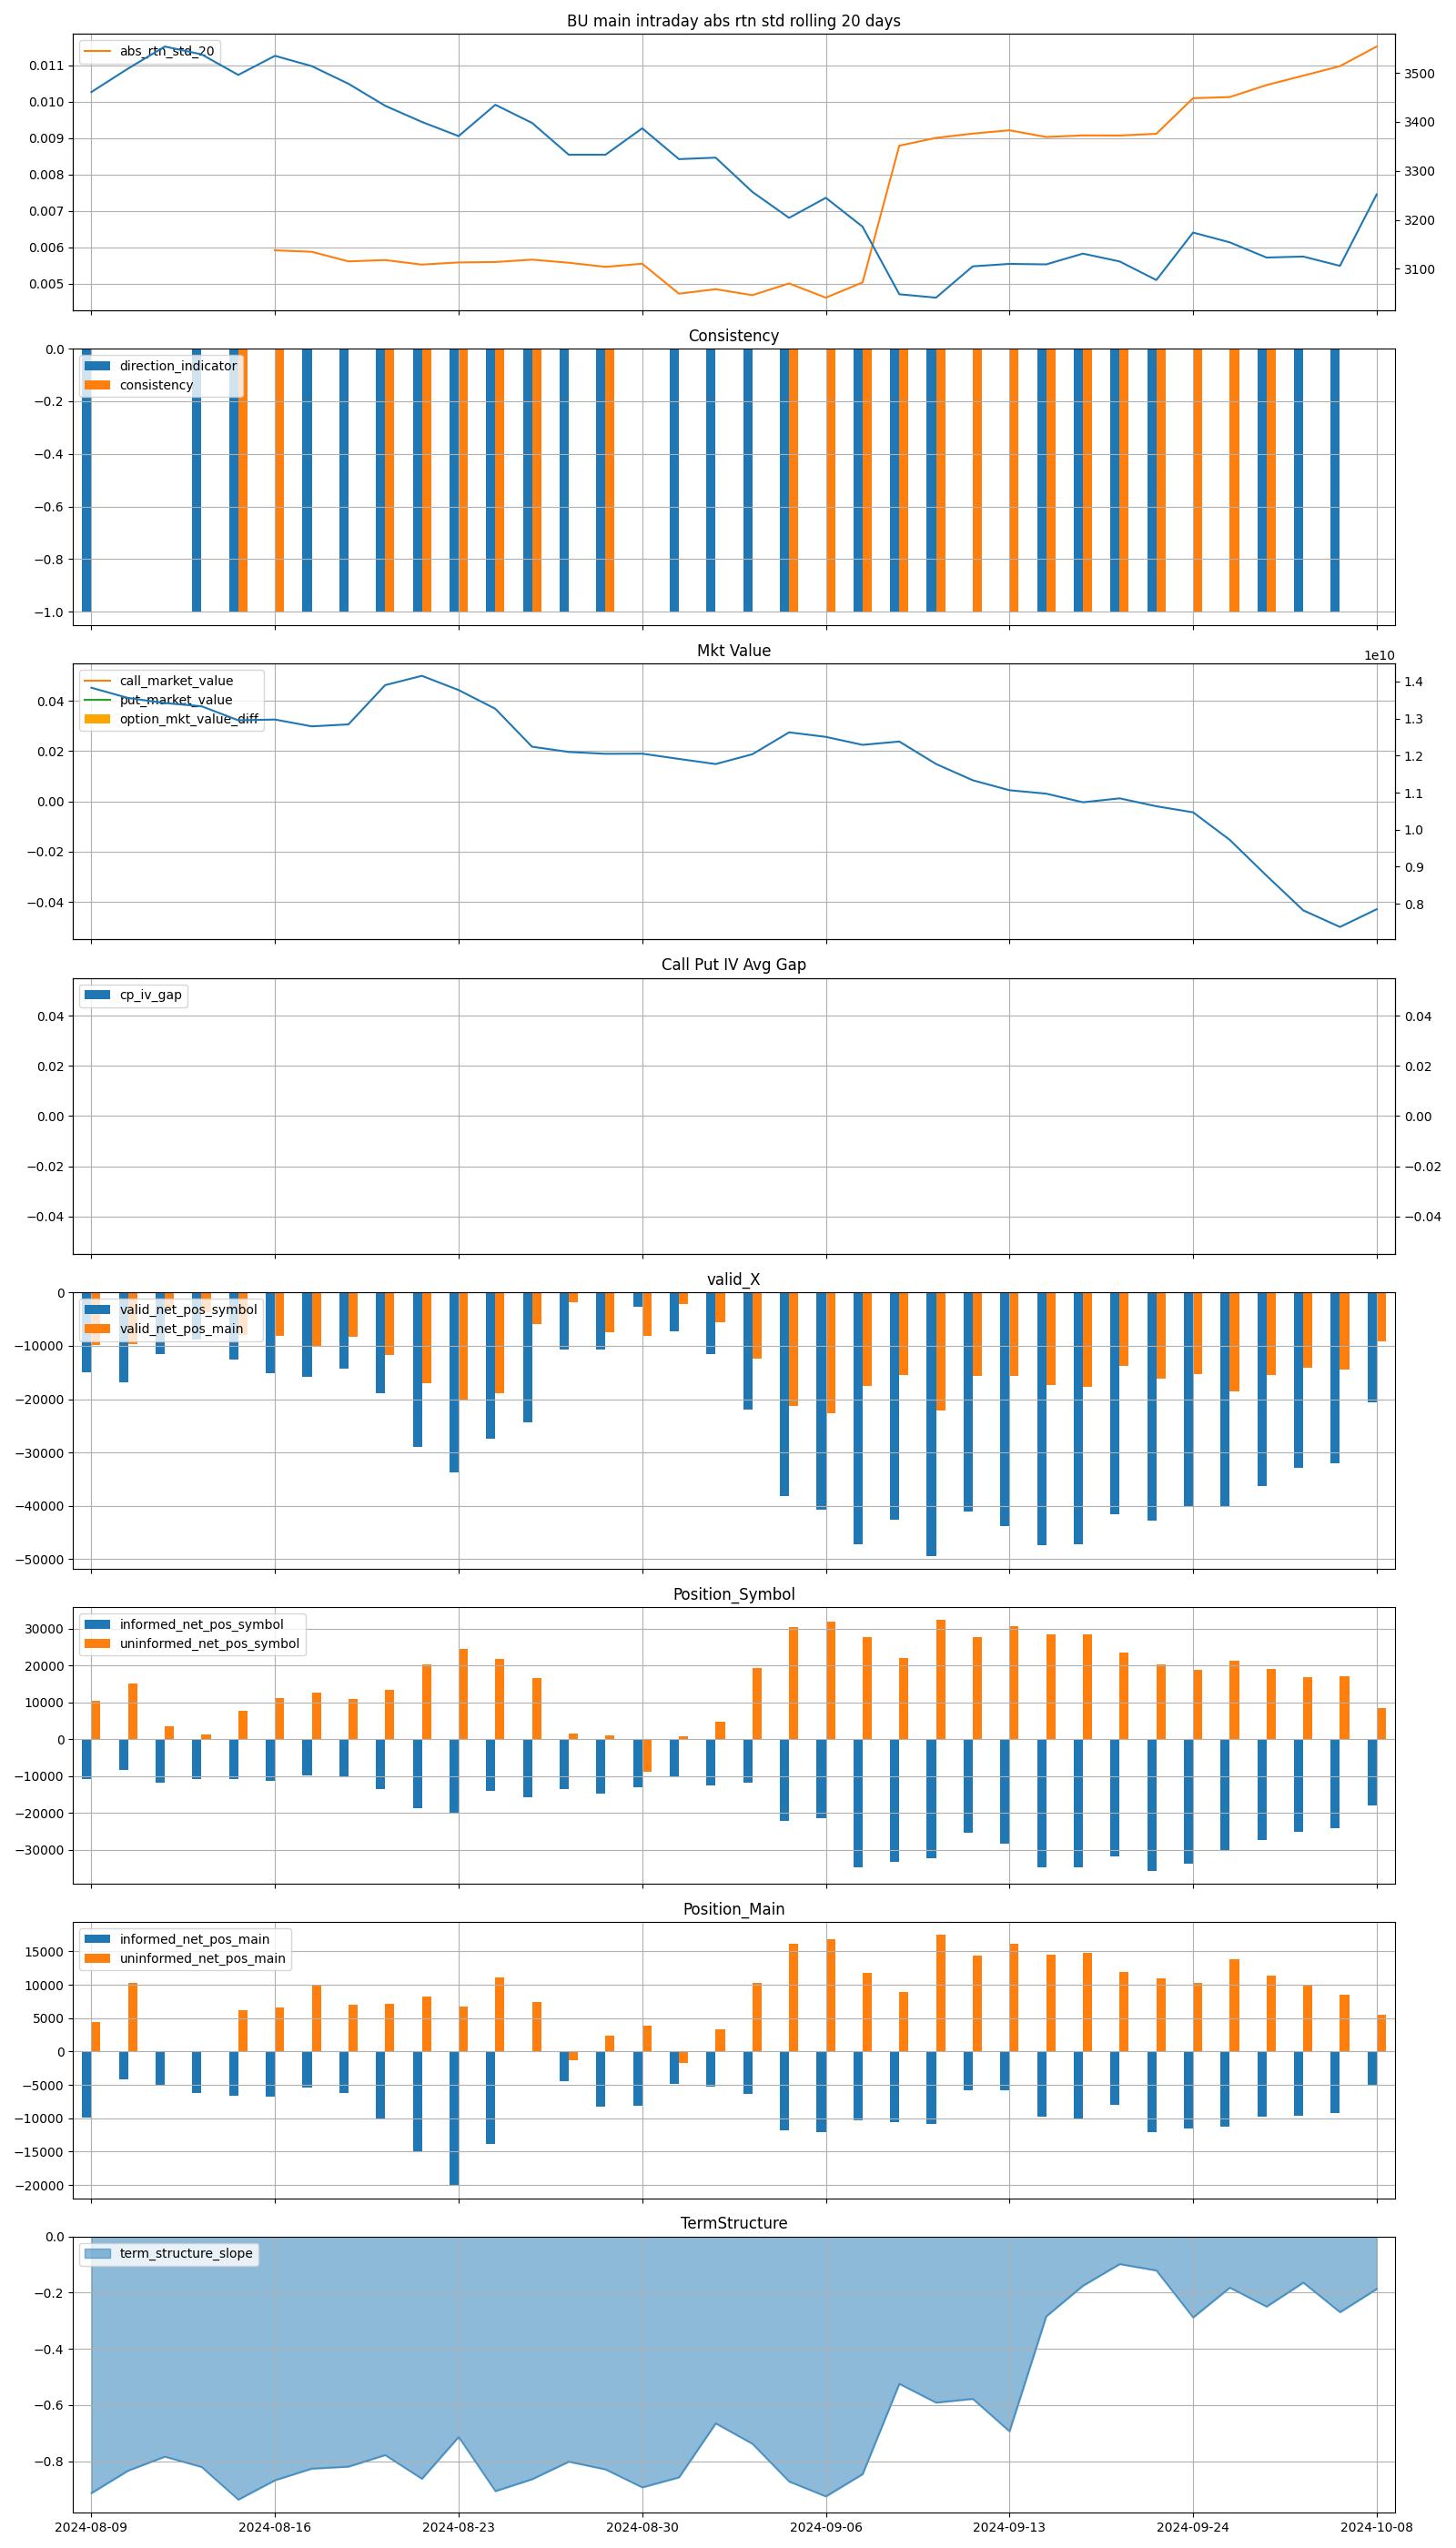 BU main intraday abs rtn std rolling 20 days
abs_rtn_std_20
0.011
0.010
0.009
0.008
0.007
0.006
0.005
3500
3400
3300
3200
3100
Consistency
direction_indicator
consistency
0.0
−0.2
−0.4
−0.6
−0.8
−1.0
Mkt Value
1e10
call_market_value
put_market_value
option_mkt_value_diff
0.04
0.02
0.00
−0.02
−0.04
1.4
1.3
1.2
1.1
1.0
0.9
0.8
Call Put IV Avg Gap
cp_iv_gap
0.04
0.02
0.00
−0.02
−0.04
0.04
0.02
0.00
−0.02
−0.04
valid_X
valid_net_pos_symbol
valid_net_pos_main
0
−10000
−20000
−30000
−40000
−50000
Position_Symbol
informed_net_pos_symbol
uninformed_net_pos_symbol
30000
20000
10000
0
−10000
−20000
−30000
Position_Main
informed_net_pos_main
uninformed_net_pos_main
15000
10000
5000
0
−5000
−10000
−15000
−20000
TermStructure
term_structure_slope
0.0
−0.2
−0.4
−0.6
−0.8
2024-08-09 2024-08-16 2024-08-23 2024-08-30 2024-09-06 2024-09-13 2024-09-24 2024-10-08